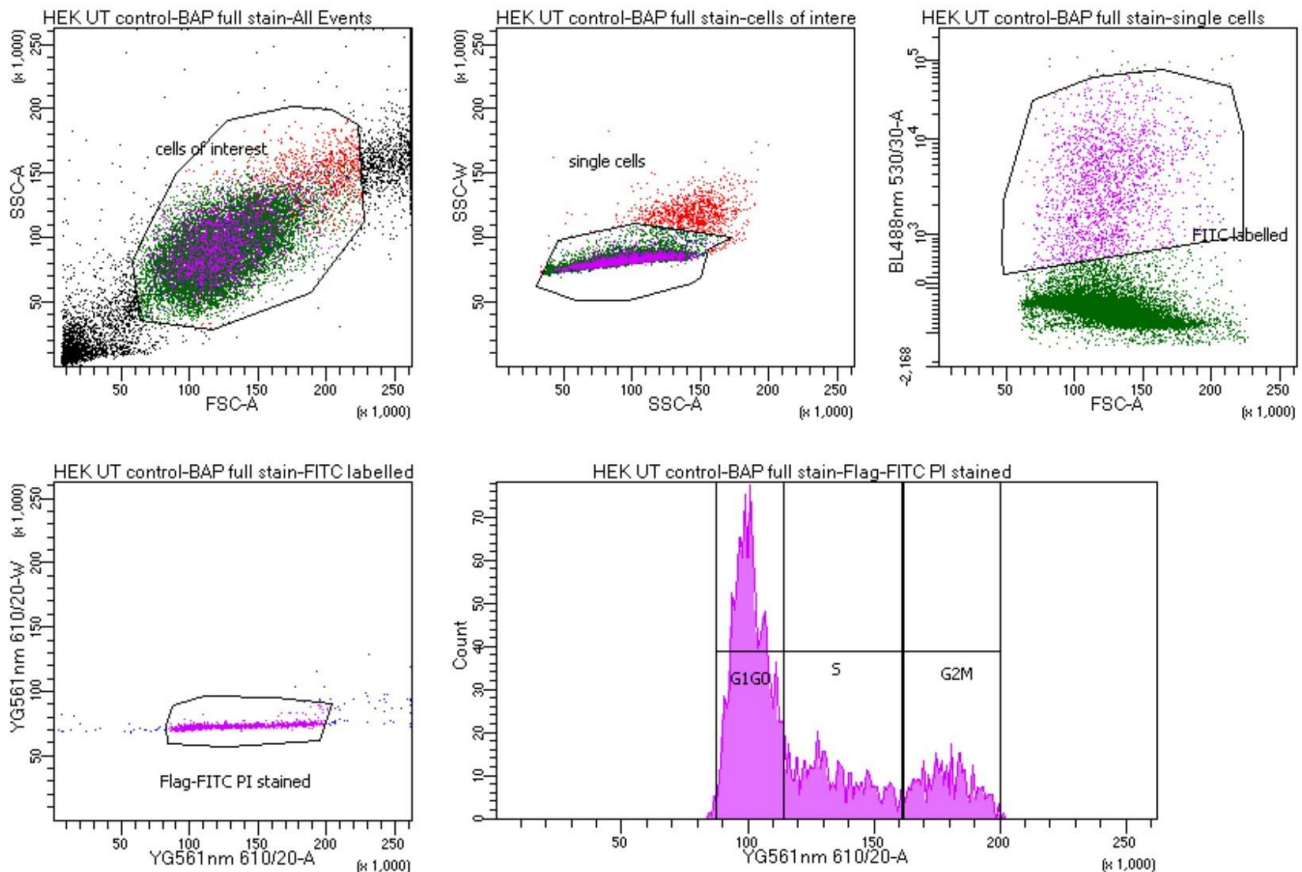 HEK UT control-BAP full stain-All Events
(x 1,000)
250
200
150
100
50
SSC-A
cells of interest
50 100 150 200 250
FSC-A
(x 1,000)
HEK UT control-BAP full stain-cells of intere
(x 1,000)
250
200
150
100
50
SSC-W
single cells
50 100 150 200 250
SSC-A
(x 1,000)
HEK UT control-BAP full stain-single cells
10^5
10^4
10^3
0
-2,168
BL488nm 530/30-A
FITC labelled
50 100 150 200 250
FSC-A
(x 1,000)
HEK UT control-BAP full stain-FITC labelled
(x 1,000)
250
200
150
100
50
YG561nm 610/20-W
Flag-FITC PI stained
50 100 150 200 250
YG561nm 610/20-A
(x 1,000)
HEK UT control-BAP full stain-Flag-FITC PI stained
70
60
50
40
30
20
10
0
Count
G1G0
S
G2M
50 100 150 200 250
YG561nm 610/20-A
(x 1,000)